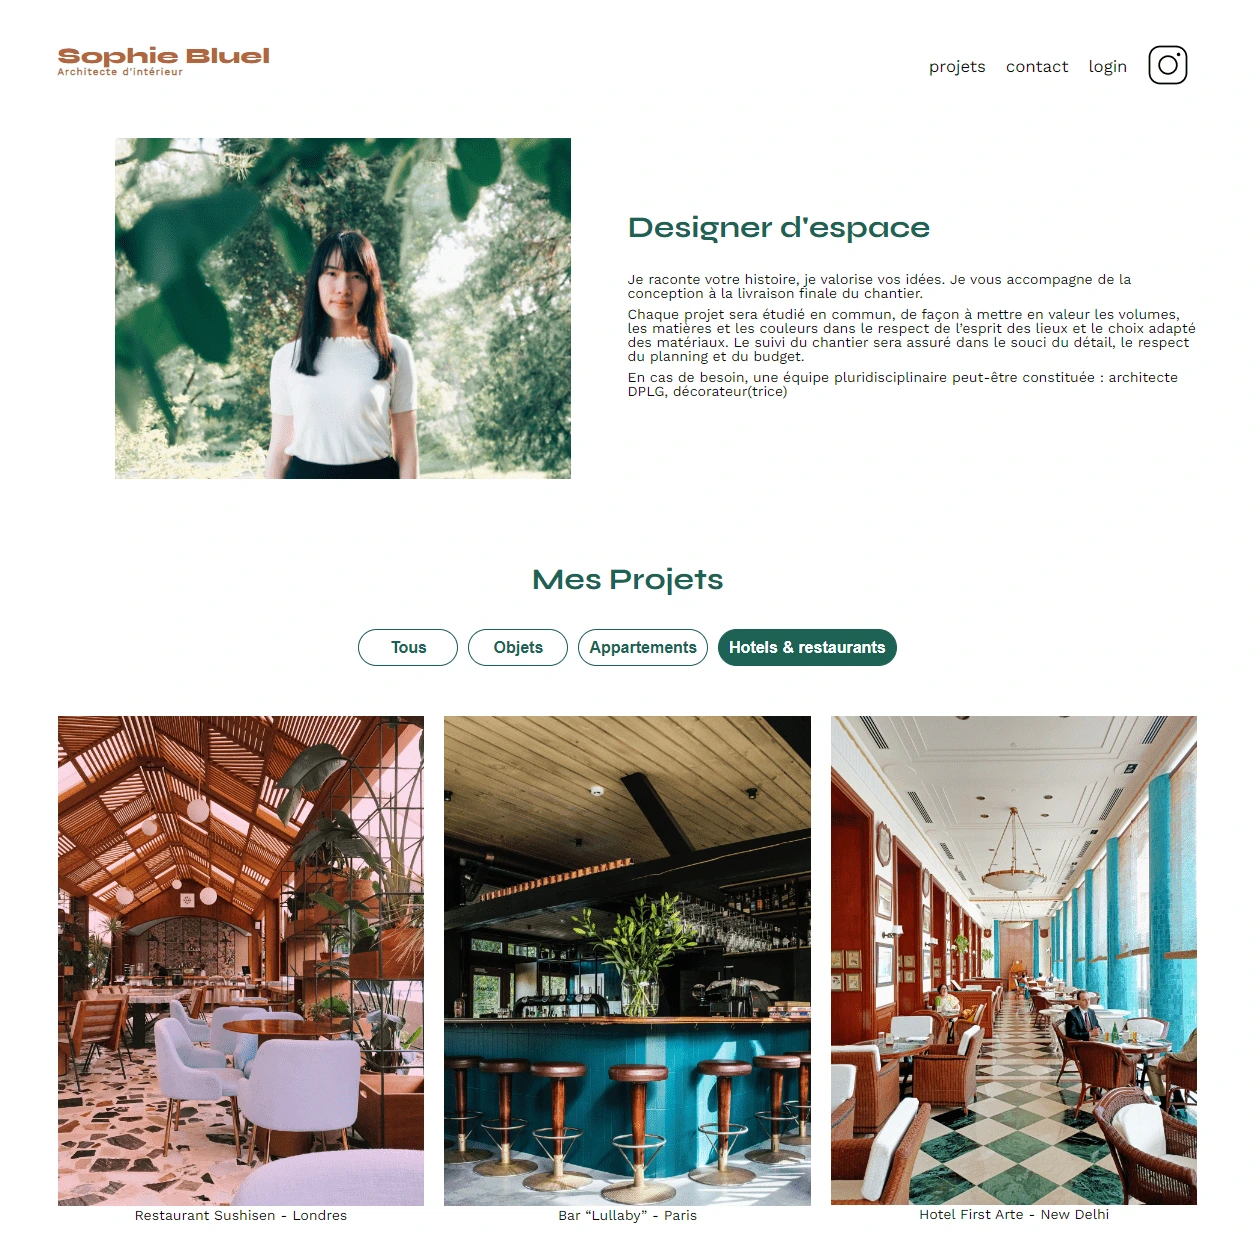 Sophie Bluel
Architecte d'intérieur
projets contact login
Designer d'espace
Je raconte votre histoire, je valorise vos idées. Je vous accompagne de la
conception à la livraison finale du chantier.
Chaque projet sera étudié en commun, de façon à mettre en valeur les volumes,
les matières et les couleurs dans le respect de l’esprit des lieux et le choix adapté
des matériaux. Le suivi du chantier sera assuré dans le souci du détail, le respect
du planning et du budget.
En cas de besoin, une équipe pluridisciplinaire peut-être constituée : architecte
DPLG, décorateur(trice)
Mes Projets
Tous Objets Appartements Hotels & restaurants
Restaurant Sushisen - Londres
Bar “Lullaby” - Paris
Hotel First Arte - New Delhi